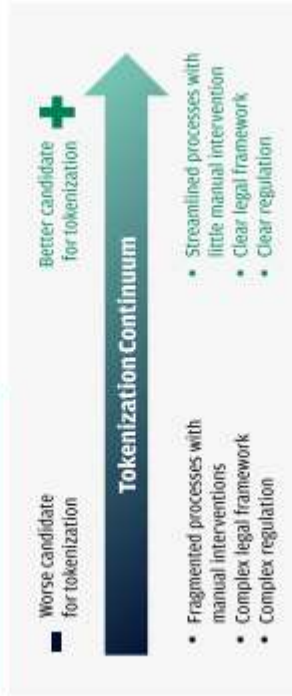 Worse candidate
for tokenization
Better candidate
for tokenization
Tokenization Continuum
• Fragmented processes with
manual interventions
• Complex legal framework
• Complex regulation
• Streamlined processes with
little manual intervention
• Clear legal framework
• Clear regulation